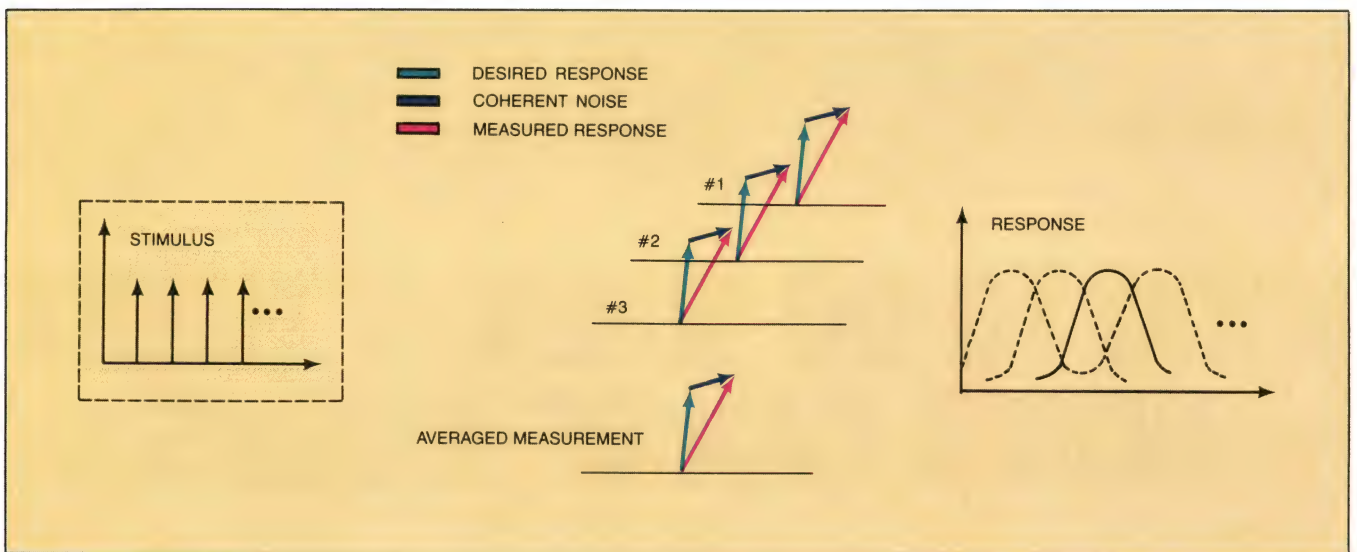 DESIRED RESPONSE
COHERENT NOISE
MEASURED RESPONSE
STIMULUS
#1
#2
#3
RESPONSE
AVERAGED MEASUREMENT